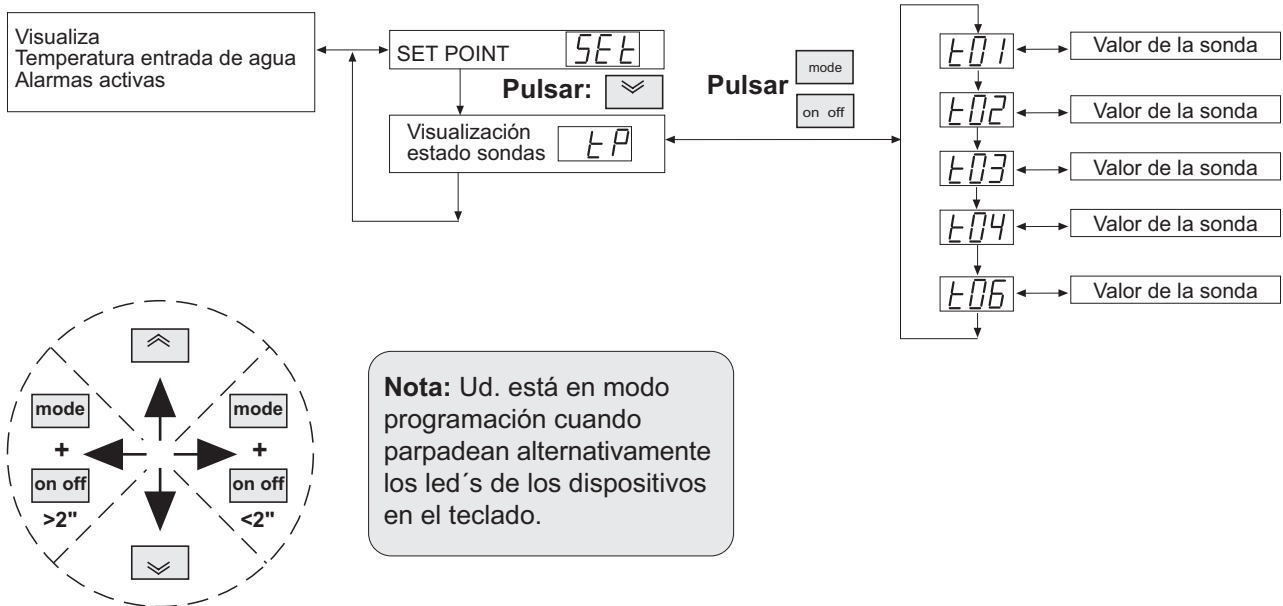 Visualiza
Temperatura entrada de agua
Alarmas activas
SET POINT
SEt
Pulsar:
Visualización
estado sondas
tP
Pulsar
mode
on off
t01
Valor de la sonda
t02
Valor de la sonda
t03
Valor de la sonda
t04
Valor de la sonda
t06
Valor de la sonda
mode
+
on off
>2"
mode
+
on off
<2"
Nota: Ud. está en modo
programación cuando
parpadean alternativamente
los led´s de los dispositivos
en el teclado.